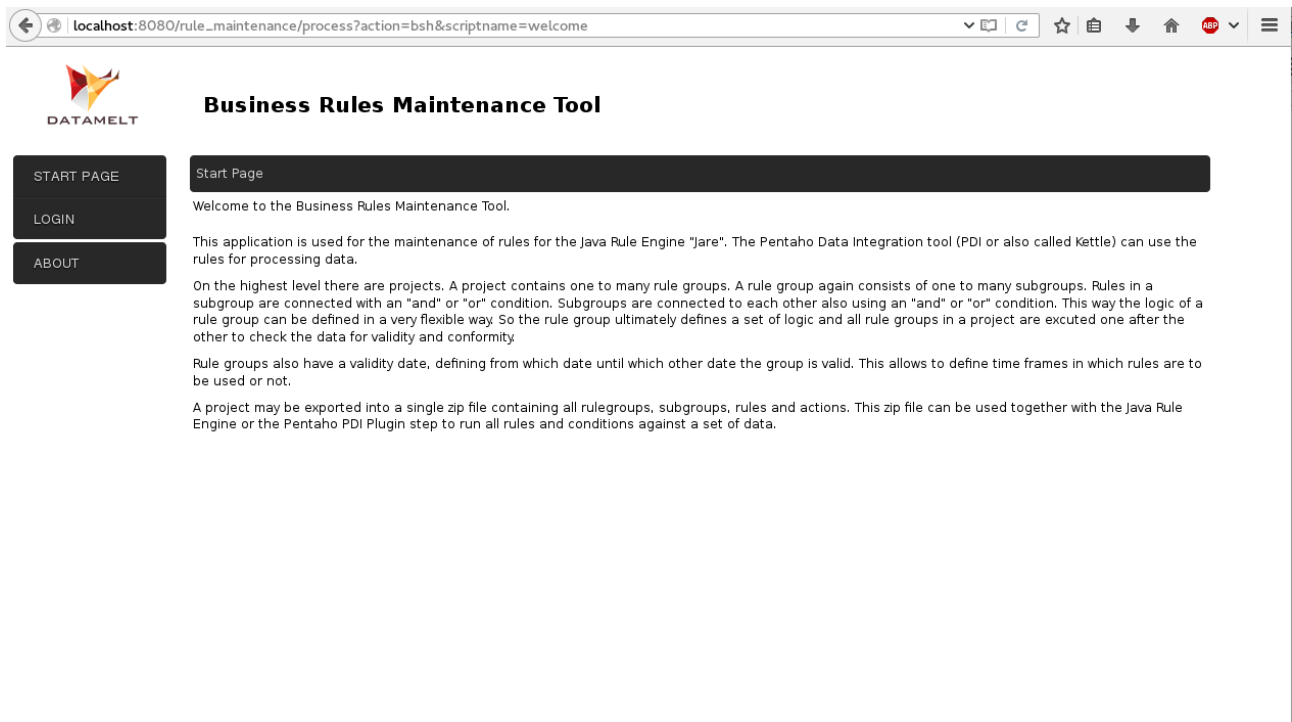 localhost:8080/rule_maintenance/process?action=bsh&scriptname=welcome
ABP
DATAMELT
Business Rules Maintenance Tool
START PAGE
LOGIN
ABOUT
Start Page
Welcome to the Business Rules Maintenance Tool.
This application is used for the maintenance of rules for the Java Rule Engine "Jare". The Pentaho Data Integration tool (PDI or also called Kettle) can use the
rules for processing data.
On the highest level there are projects. A project contains one to many rule groups. A rule group again consists of one to many subgroups. Rules in a
subgroup are connected with an "and" or "or" condition. Subgroups are connected to each other also using an "and" or "or" condition. This way the logic of a
rule group can be defined in a very flexible way. So the rule group ultimately defines a set of logic and all rule groups in a project are excuted one after the
other to check the data for validity and conformity.
Rule groups also have a validity date, defining from which date until which other date the group is valid. This allows to define time frames in which rules are to
be used or not.
A project may be exported into a single zip file containing all rulegroups, subgroups, rules and actions. This zip file can be used together with the Java Rule
Engine or the Pentaho PDI Plugin step to run all rules and conditions against a set of data.